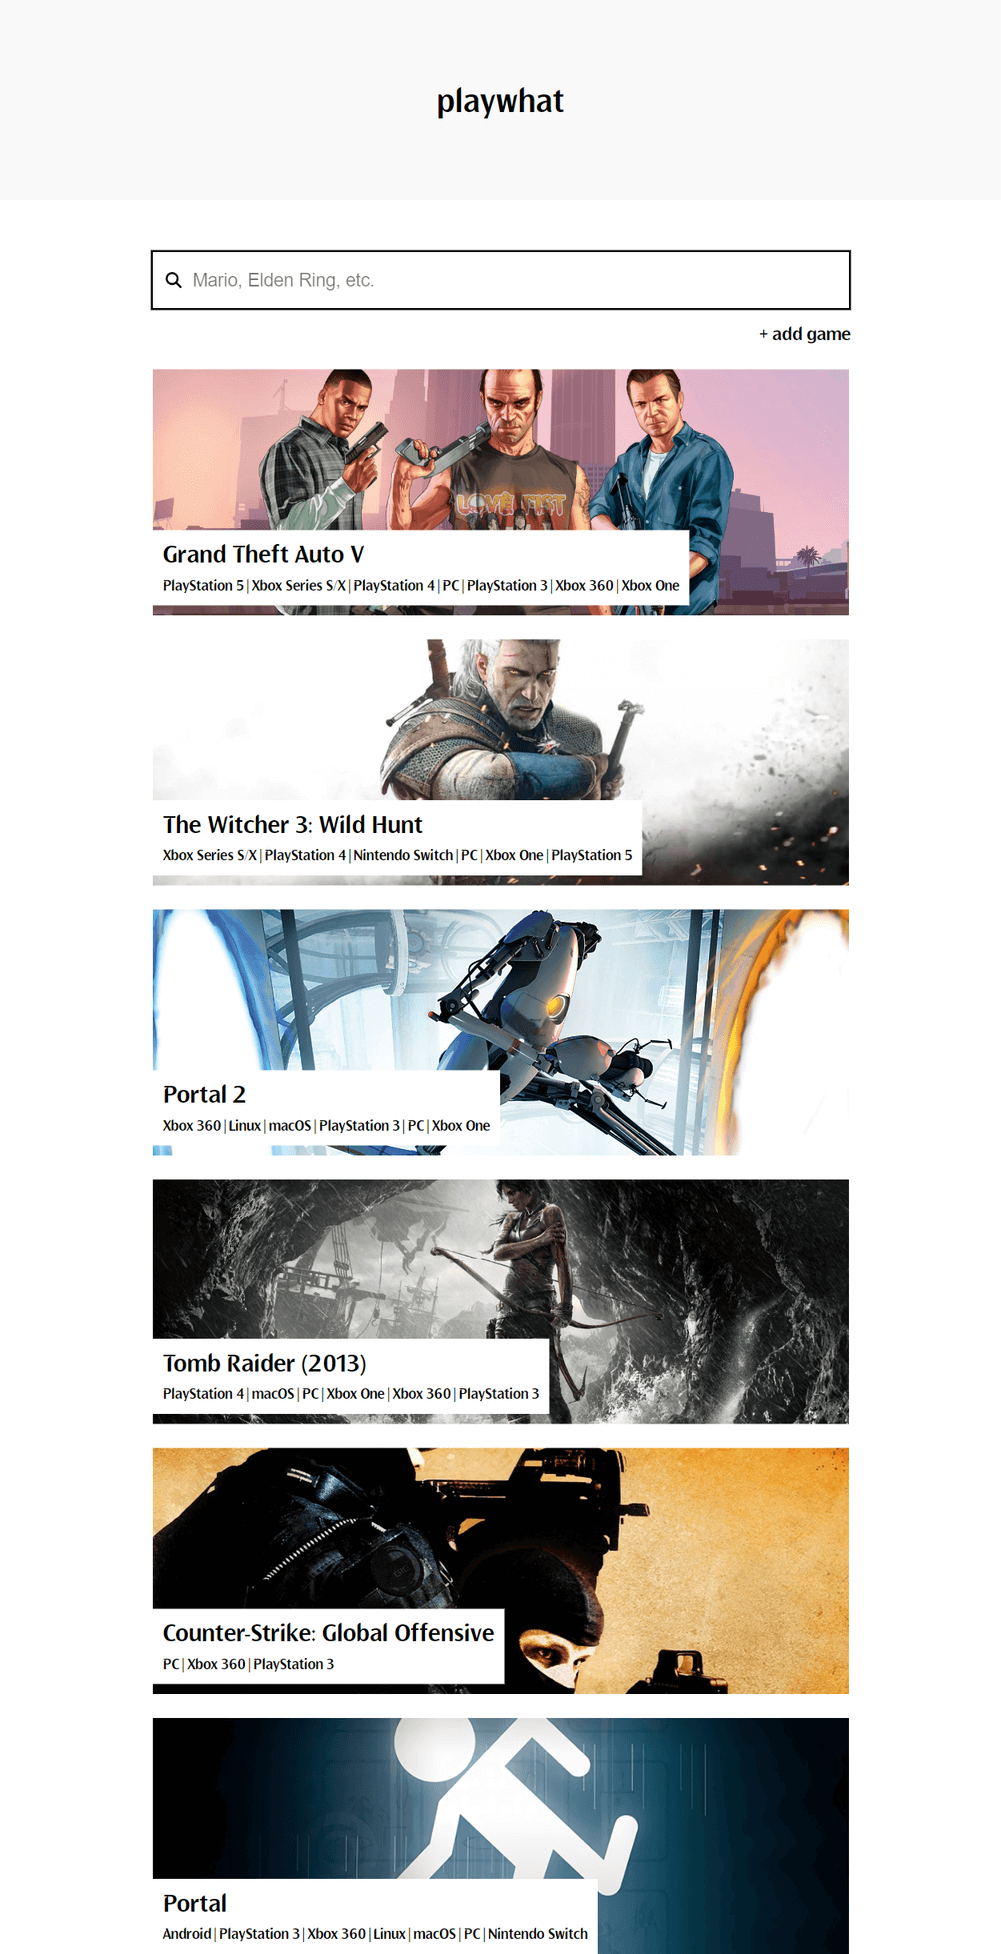 playwhat
Mario, Elden Ring, etc.
+ add game
LOVE FIST
Grand Theft Auto V
PlayStation 5 | Xbox Series S/X | PlayStation 4 | PC | PlayStation 3 | Xbox 360 | Xbox One
The Witcher 3: Wild Hunt
Xbox Series S/X | PlayStation 4 | Nintendo Switch | PC | Xbox One | PlayStation 5
Portal 2
Xbox 360 | Linux | macOS | PlayStation 3 | PC | Xbox One
Tomb Raider (2013)
PlayStation 4 | macOS | PC | Xbox One | Xbox 360 | PlayStation 3
Counter-Strike: Global Offensive
PC | Xbox 360 | PlayStation 3
Portal
Android | PlayStation 3 | Xbox 360 | Linux | macOS | PC | Nintendo Switch